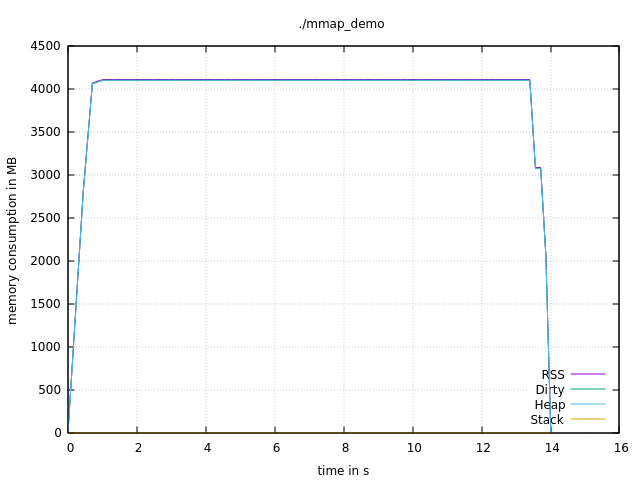 ./mmap_demo
4500
4000
3500
3000
2500
2000
1500
1000
500
0
memory consumption in MB
RSS
Dirty
Heap
Stack
0 2 4 6 8 10 12 14 16
time in s